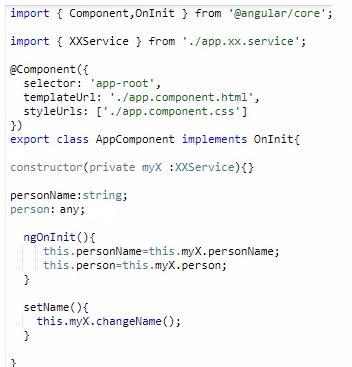 import { Component,OnInit } from '@angular/core';
import { XXService } from './app.xx.service';
@Component({
selector: 'app-root',
templateUrl: './app.component.html',
styleUrls: ['./app.component.css']
})
export class AppComponent implements OnInit{
constructor(private myX :XXService){}
personName:string;
person: any;
ngOnInit(){
this.personName=this.myX.personName;
this.person=this.myX.person;
}
setName(){
this.myX.changeName();
}
}